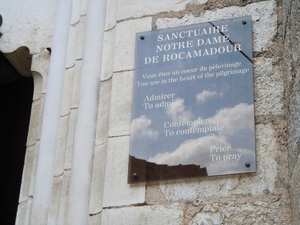 SANCTUAIRE
NOTRE DAME
DE ROCAMADOUR
Vous êtes au coeur du pèlerinage
You are in the heart of the pilgrimage
Admirer
To admire
Contempler
To contemplate
Prier
To pray